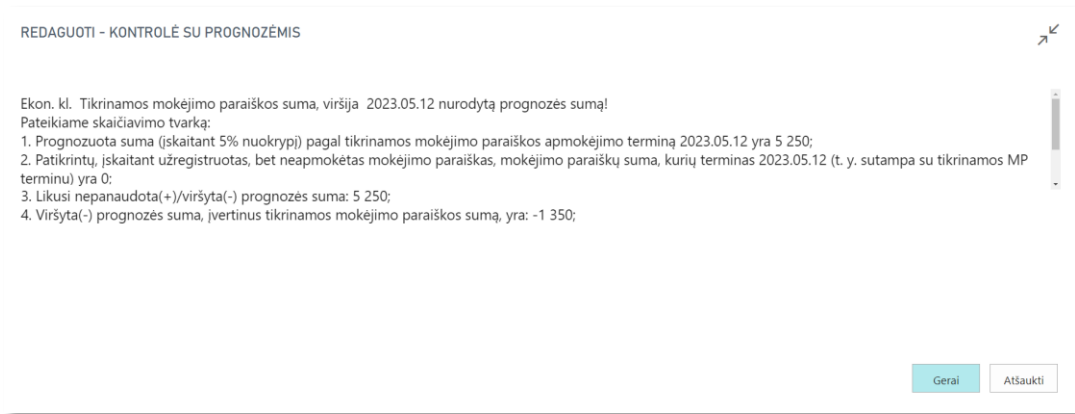 REDAGUOTI - KONTROLĖ SU PROGNOZĖMIS
Ekon. kl.  Tikrinamos mokėjimo paraiškos suma, viršija  2023.05.12 nurodytą prognozės sumą!
Pateikiame skaičiavimo tvarką:
1. Prognozuota suma (įskaitant 5% nuokrypį) pagal tikrinamos mokėjimo paraiškos apmokėjimo terminą 2023.05.12 yra 5 250;
2. Patikrintų, įskaitant užregistruotas, bet neapmokėtas mokėjimo paraiškas, mokėjimo paraiškų suma, kurių terminas 2023.05.12 (t. y. sutampa su tikrinamos MP
terminu) yra 0;
3. Likusi nepanaudota(+)/viršyta(-) prognozės suma: 5 250;
4. Viršyta(-) prognozės suma, įvertinus tikrinamos mokėjimo paraiškos sumą, yra: -1 350;
Gerai
Atšaukti